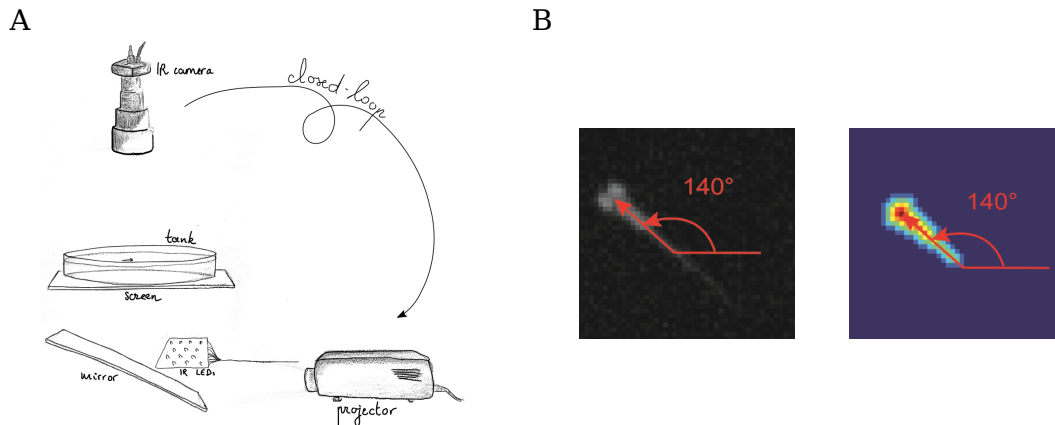 A
B
IR camera
closed-loop
tank
screen
mirror
IR LEDs
projector
140°
140°